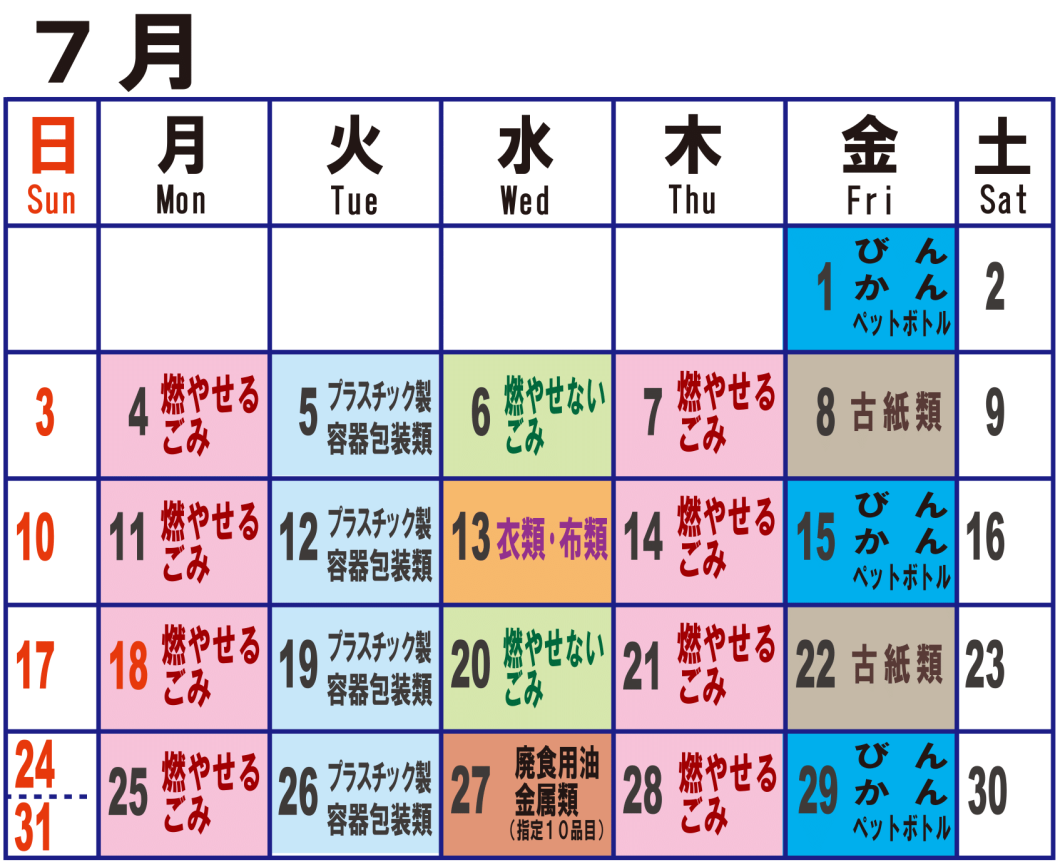 7月
日 月 火 水 木 金 土
Sun Mon Tue Wed Thu Fri Sat
1 びん
かん
ペットボトル
2
3
4 燃やせる
ごみ
5 プラスチック製
容器包装類
6 燃やせない
ごみ
7 燃やせる
ごみ
8 古紙類
9
10
11 燃やせる
ごみ
12 プラスチック製
容器包装類
13 衣類・布類
14 燃やせる
ごみ
15 びん
かん
ペットボトル
16
17
18 燃やせる
ごみ
19 プラスチック製
容器包装類
20 燃やせない
ごみ
21 燃やせる
ごみ
22 古紙類
23
24
31
25 燃やせる
ごみ
26 プラスチック製
容器包装類
27 廃食用油
金属類
(指定10品目)
28 燃やせる
ごみ
29 びん
かん
ペットボトル
30